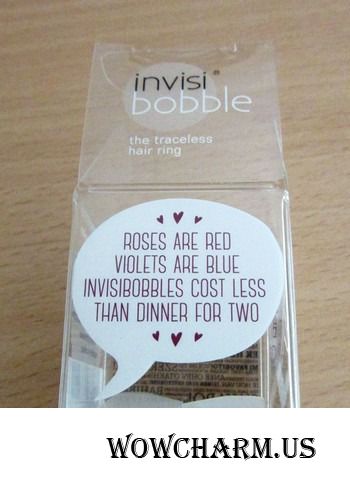 invisi®
bobble
the traceless
hair ring
ROSES ARE RED
VIOLETS ARE BLUE
INVISIBOBBLES COST LESS
THAN DINNER FOR TWO
WOWCHARM.US